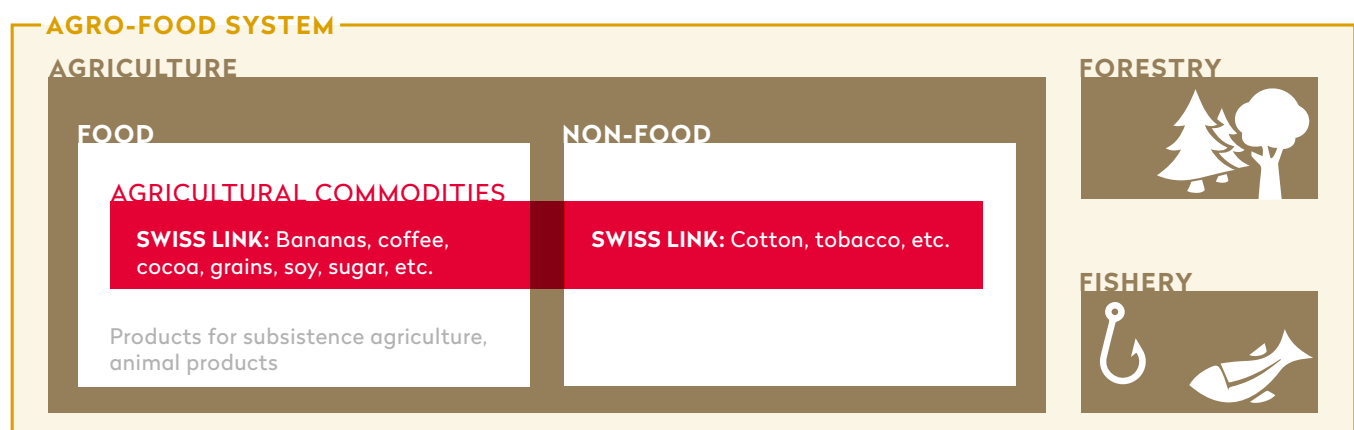 AGRO-FOOD SYSTEM
AGRICULTURE
FOOD
AGRICULTURAL COMMODITIES
SWISS LINK: Bananas, coffee,
cocoa, grains, soy, sugar, etc.
Products for subsistence agriculture,
animal products
NON-FOOD
SWISS LINK: Cotton, tobacco, etc.
FORESTRY
FISHERY